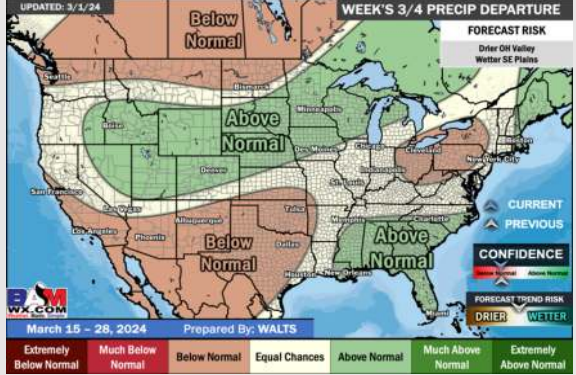 UPDATED: 3/1/24
WEEK'S 3/4 PRECIP DEPARTURE
FORECAST RISK
Drier OH Valley
Wetter SE Plains
Below
Normal
Seattle
Bismarck
Minneapolis
Boise
Above
Normal
Des Moines
Chicago
Cleveland
Boston
New York City
Denver
Indianapolis
St. Louis
San Francisco
Las Vegas
Tulsa
Memphis
Charlotte
CURRENT
PREVIOUS
Los Angeles
Albuquerque
Phoenix
Below
Normal
Dallas
Above
Normal
Houston
New Orleans
Miami
CONFIDENCE
Below Normal
Above Normal
FORECAST TREND RISK
DRIER
WETTER
BAM
WX.COM
March 15 – 28, 2024
Prepared By: WALTS
Extremely
Below Normal
Much Below
Normal
Below Normal
Equal Chances
Above Normal
Much Above
Normal
Extremely
Above Normal